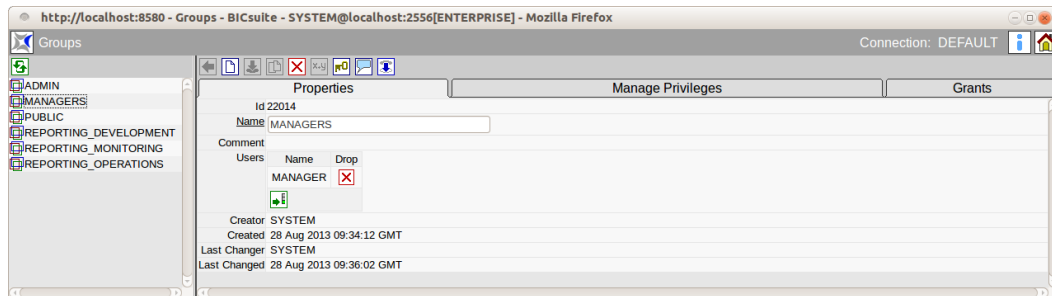 http://localhost:8580 - Groups - BICsuite - SYSTEM@localhost:2556[ENTERPRISE] - Mozilla Firefox
Groups
Connection: DEFAULT
ADMIN
MANAGERS
PUBLIC
REPORTING_DEVELOPMENT
REPORTING_MONITORING
REPORTING_OPERATIONS
Properties
Manage Privileges
Grants
Id 22014
Name MANAGERS
Comment
Users Name Drop
MANAGER
Creator SYSTEM
Created 28 Aug 2013 09:34:12 GMT
Last Changer SYSTEM
Last Changed 28 Aug 2013 09:36:02 GMT